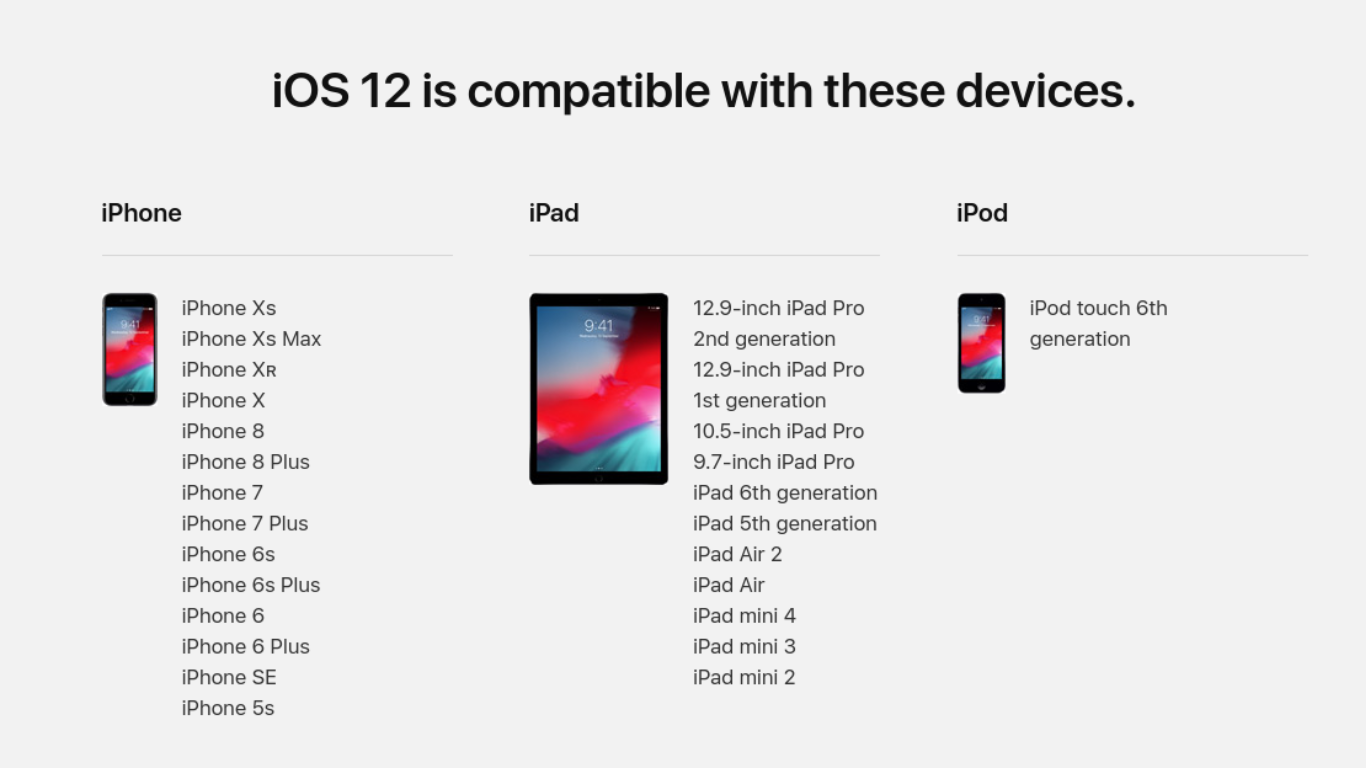 iOS 12 is compatible with these devices.
iPhone
iPhone Xs
iPhone Xs Max
iPhone XR
iPhone X
iPhone 8
iPhone 8 Plus
iPhone 7
iPhone 7 Plus
iPhone 6s
iPhone 6s Plus
iPhone 6
iPhone 6 Plus
iPhone SE
iPhone 5s
9:41
iPad
12.9-inch iPad Pro
2nd generation
12.9-inch iPad Pro
1st generation
10.5-inch iPad Pro
9.7-inch iPad Pro
iPad 6th generation
iPad 5th generation
iPad Air 2
iPad Air
iPad mini 4
iPad mini 3
iPad mini 2
9:41
iPod
iPod touch 6th
generation
9:41